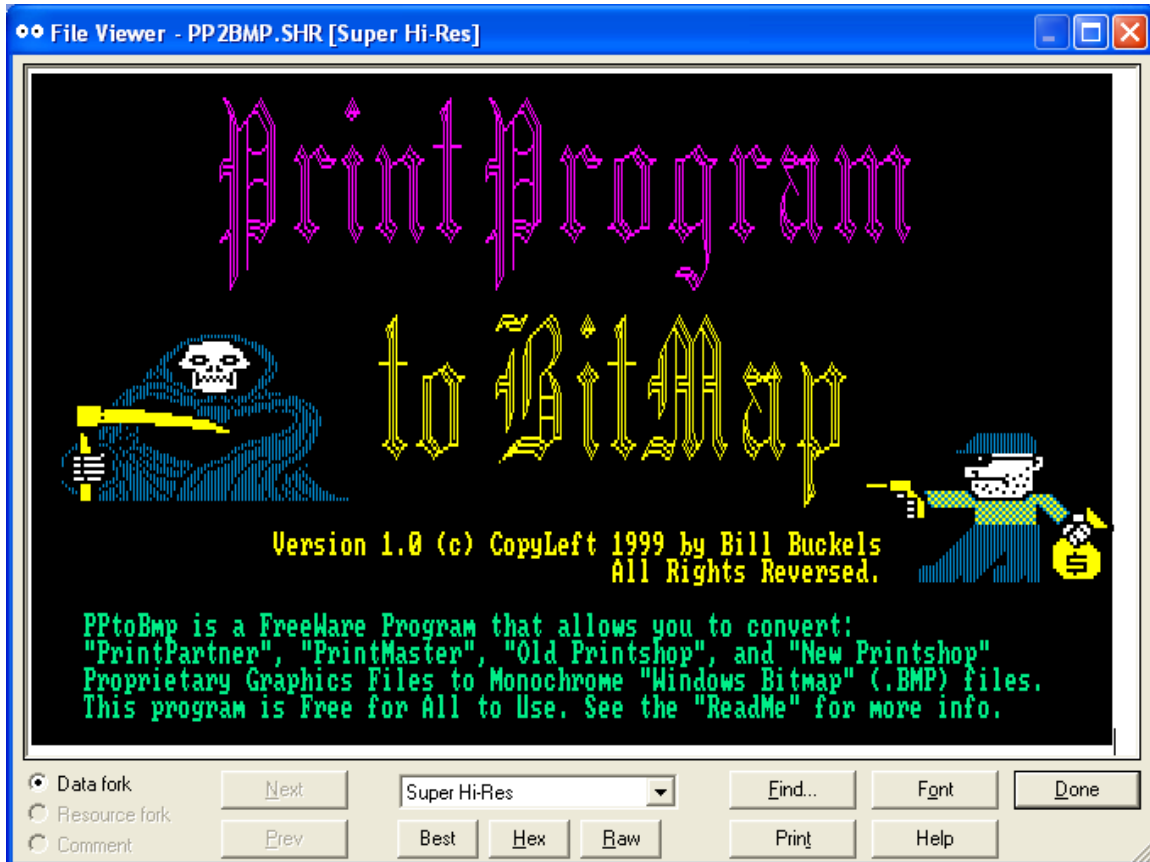 File Viewer - PP2BMP.SHR [Super Hi-Res]
PrintProgram
to BitMap
Version 1.0 (c) CopyLeft 1999 by Bill Buckels
All Rights Reversed.
$
PPtoBmp is a FreeWare Program that allows you to convert:
"PrintPartner", "PrintMaster", "Old Printshop", and "New Printshop"
Proprietary Graphics Files to Monochrome "Windows Bitmap" (.BMP) files.
This program is Free for All to Use. See the "ReadMe" for more info.
Data fork Next Super Hi-Res Find... Font Done
Resource fork
Comment Prev Best Hex Raw Print Help